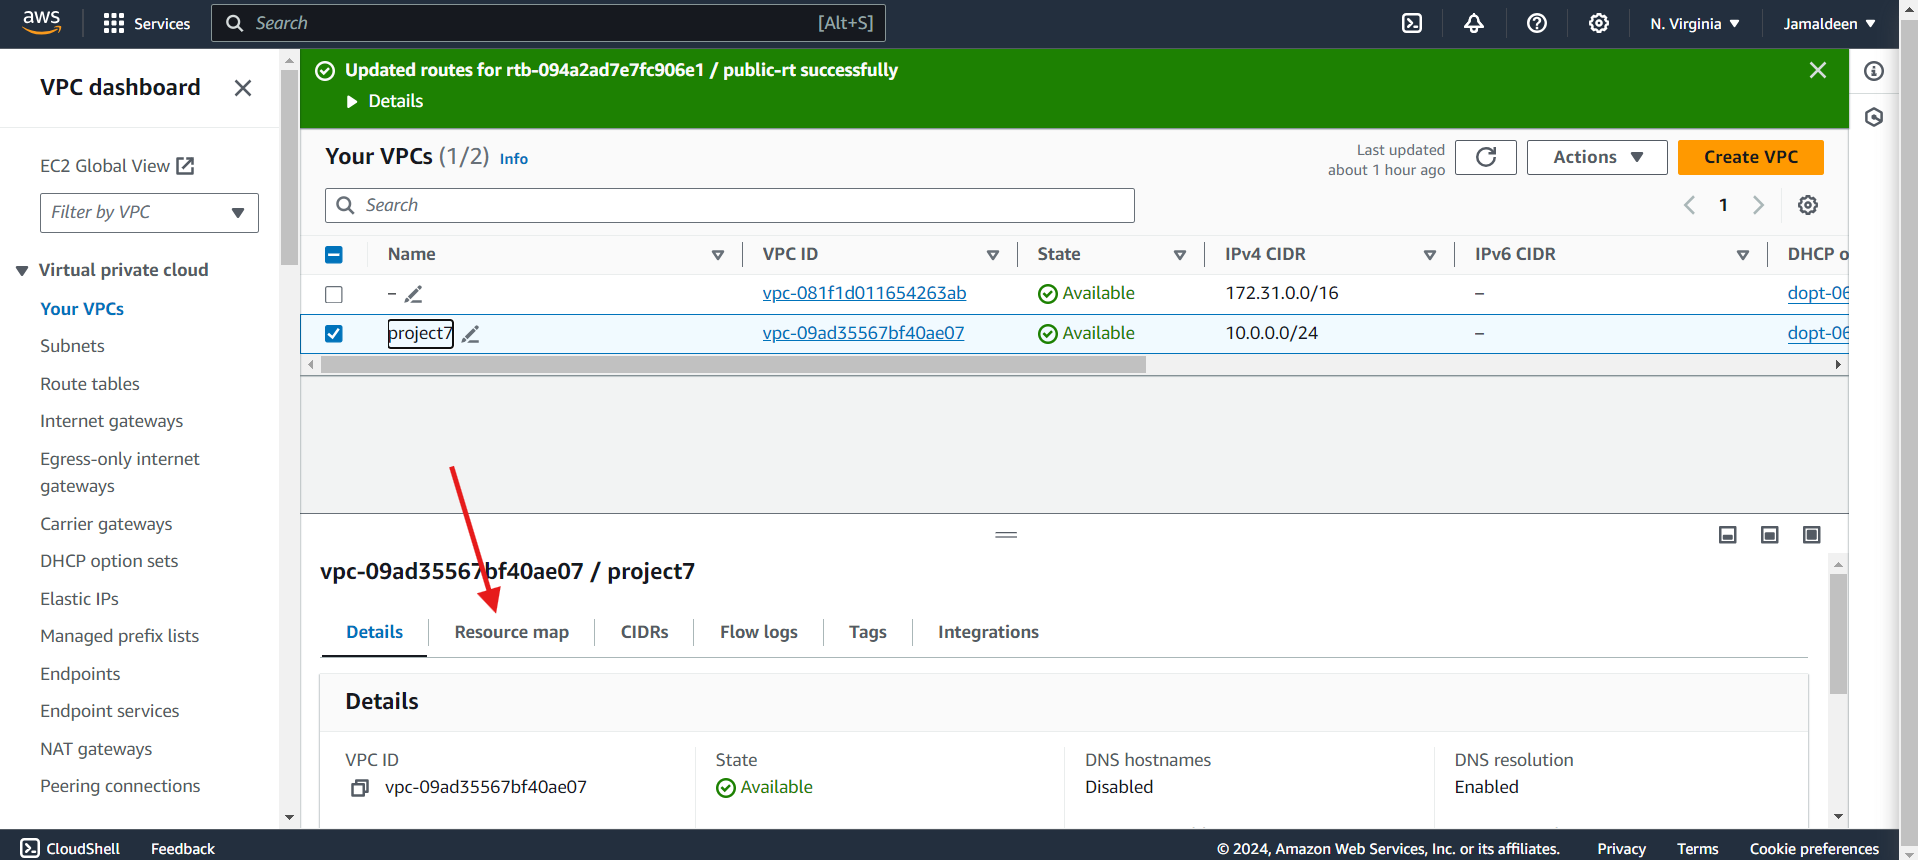 aws
Services
Search
[Alt+S]
N. Virginia
Jamaldeen
VPC dashboard
EC2 Global View
Filter by VPC
Virtual private cloud
Your VPCs
Subnets
Route tables
Internet gateways
Egress-only internet
gateways
Carrier gateways
DHCP option sets
Elastic IPs
Managed prefix lists
Endpoints
Endpoint services
NAT gateways
Peering connections
Updated routes for rtb-094a2ad7e7fc906e1 / public-rt successfully
Details
Your VPCs (1/2) Info
Last updated
about 1 hour ago
Actions
Create VPC
Search
1
Name VPC ID State IPv4 CIDR IPv6 CIDR DHCP o
– vpc-081f1d011654263ab Available 172.31.0.0/16 – dopt-06
project7 vpc-09ad35567bf40ae07 Available 10.0.0.0/24 – dopt-06
vpc-09ad35567bf40ae07 / project7
Details Resource map CIDRs Flow logs Tags Integrations
Details
VPC ID State DNS hostnames DNS resolution
vpc-09ad35567bf40ae07 Available Disabled Enabled
CloudShell Feedback © 2024, Amazon Web Services, Inc. or its affiliates. Privacy Terms Cookie preferences